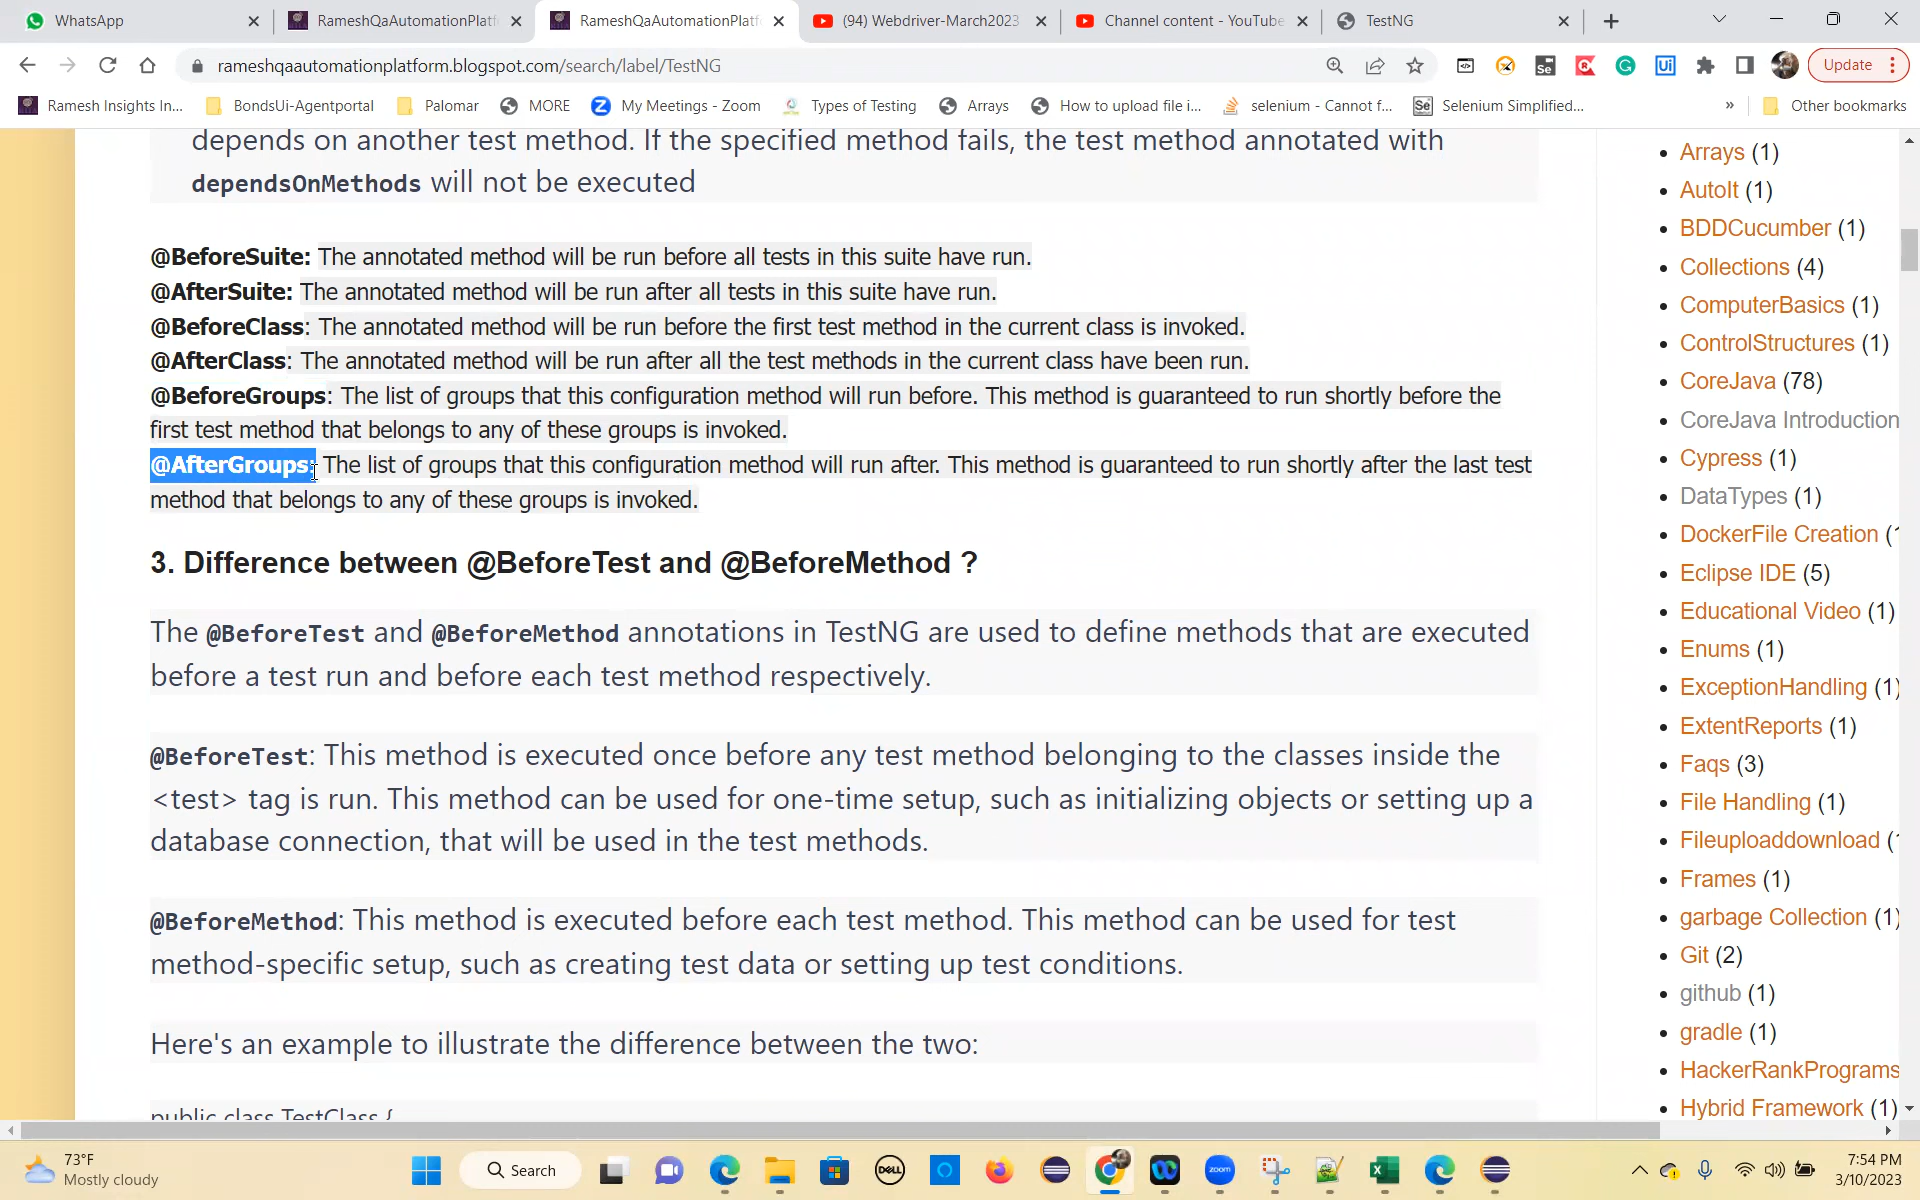 WhatsApp
RameshQaAutomationPlatf
RameshQaAutomationPlatf
(94) Webdriver-March2023
Channel content - YouTube
TestNG
rameshqaautomationplatform.blogspot.com/search/label/TestNG
Update
Ramesh Insights In...
BondsUi-Agentportal
Palomar
MORE
My Meetings - Zoom
Types of Testing
Arrays
How to upload file i...
selenium - Cannot f...
Selenium Simplified...
»
Other bookmarks
depends on another test method. If the specified method fails, the test method annotated with
dependsOnMethods will not be executed
@BeforeSuite: The annotated method will be run before all tests in this suite have run.
@AfterSuite: The annotated method will be run after all tests in this suite have run.
@BeforeClass: The annotated method will be run before the first test method in the current class is invoked.
@AfterClass: The annotated method will be run after all the test methods in the current class have been run.
@BeforeGroups: The list of groups that this configuration method will run before. This method is guaranteed to run shortly before the
first test method that belongs to any of these groups is invoked.
@AfterGroups: The list of groups that this configuration method will run after. This method is guaranteed to run shortly after the last test
method that belongs to any of these groups is invoked.
3. Difference between @BeforeTest and @BeforeMethod ?
The @BeforeTest and @BeforeMethod annotations in TestNG are used to define methods that are executed
before a test run and before each test method respectively.
@BeforeTest: This method is executed once before any test method belonging to the classes inside the
<test> tag is run. This method can be used for one-time setup, such as initializing objects or setting up a
database connection, that will be used in the test methods.
@BeforeMethod: This method is executed before each test method. This method can be used for test
method-specific setup, such as creating test data or setting up test conditions.
Here's an example to illustrate the difference between the two:
public class TestClass {
Arrays (1)
AutoIt (1)
BDDCucumber (1)
Collections (4)
ComputerBasics (1)
ControlStructures (1)
CoreJava (78)
CoreJava Introduction
Cypress (1)
DataTypes (1)
DockerFile Creation (1
Eclipse IDE (5)
Educational Video (1)
Enums (1)
ExceptionHandling (1)
ExtentReports (1)
Faqs (3)
File Handling (1)
Fileuploaddownload (1
Frames (1)
garbage Collection (1)
Git (2)
github (1)
gradle (1)
HackerRankPrograms
Hybrid Framework (1)
73°F
Mostly cloudy
Search
DELL
zoom
7:54 PM
3/10/2023